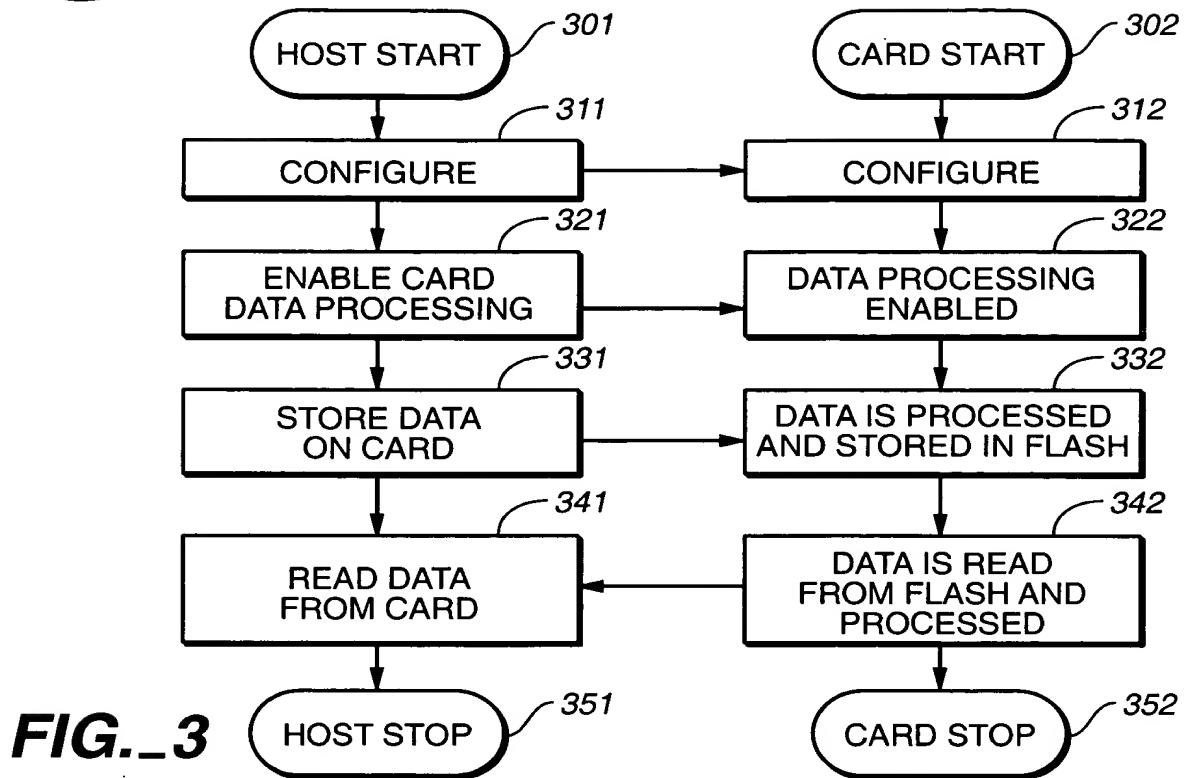 HOST START
301
CARD START
302
CONFIGURE
311
CONFIGURE
312
ENABLE CARD
DATA PROCESSING
321
DATA PROCESSING
ENABLED
322
STORE DATA
ON CARD
331
DATA IS PROCESSED
AND STORED IN FLASH
332
READ DATA
FROM CARD
341
DATA IS READ
FROM FLASH AND
PROCESSED
342
HOST STOP
351
CARD STOP
352
FIG._3